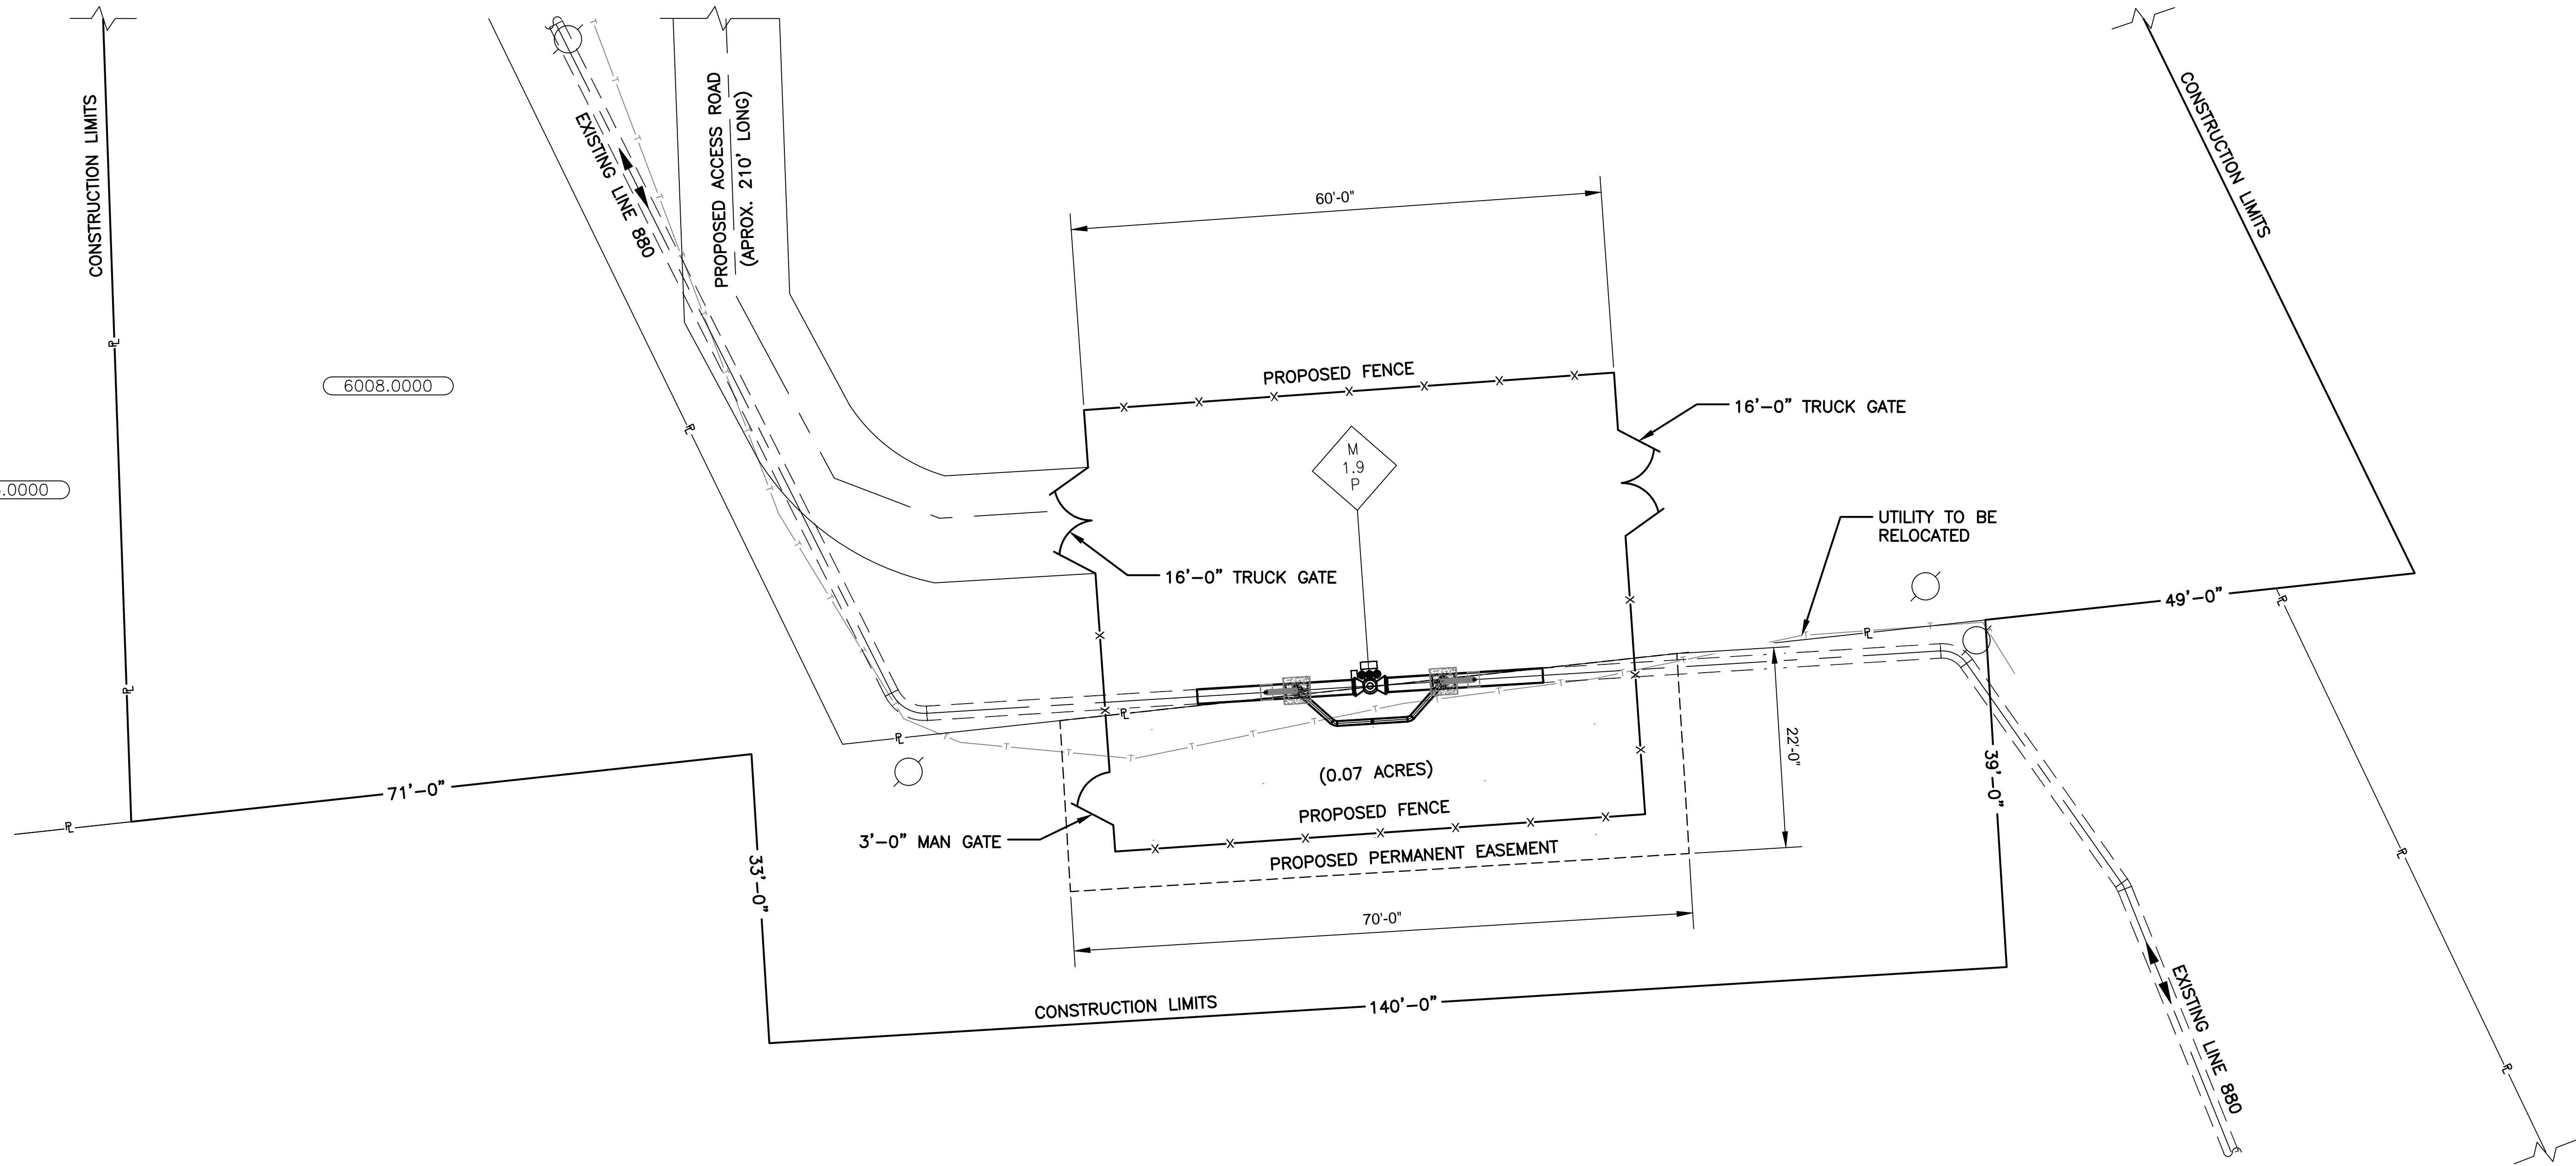 CONSTRUCTION LIMITS
EXISTING LINE 880
PROPOSED ACCESS ROAD
(APROX. 210' LONG)
CONSTRUCTION LIMITS
60'-0"
6008.0000
.0000
PROPOSED FENCE
M
1.9
P
16'-0" TRUCK GATE
16'-0" TRUCK GATE
UTILITY TO BE
RELOCATED
49'-0"
22'-0"
39'-0"
71'-0"
33'-0"
(0.07 ACRES)
PROPOSED FENCE
3'-0" MAN GATE
PROPOSED PERMANENT EASEMENT
70'-0"
CONSTRUCTION LIMITS
140'-0"
EXISTING LINE 880